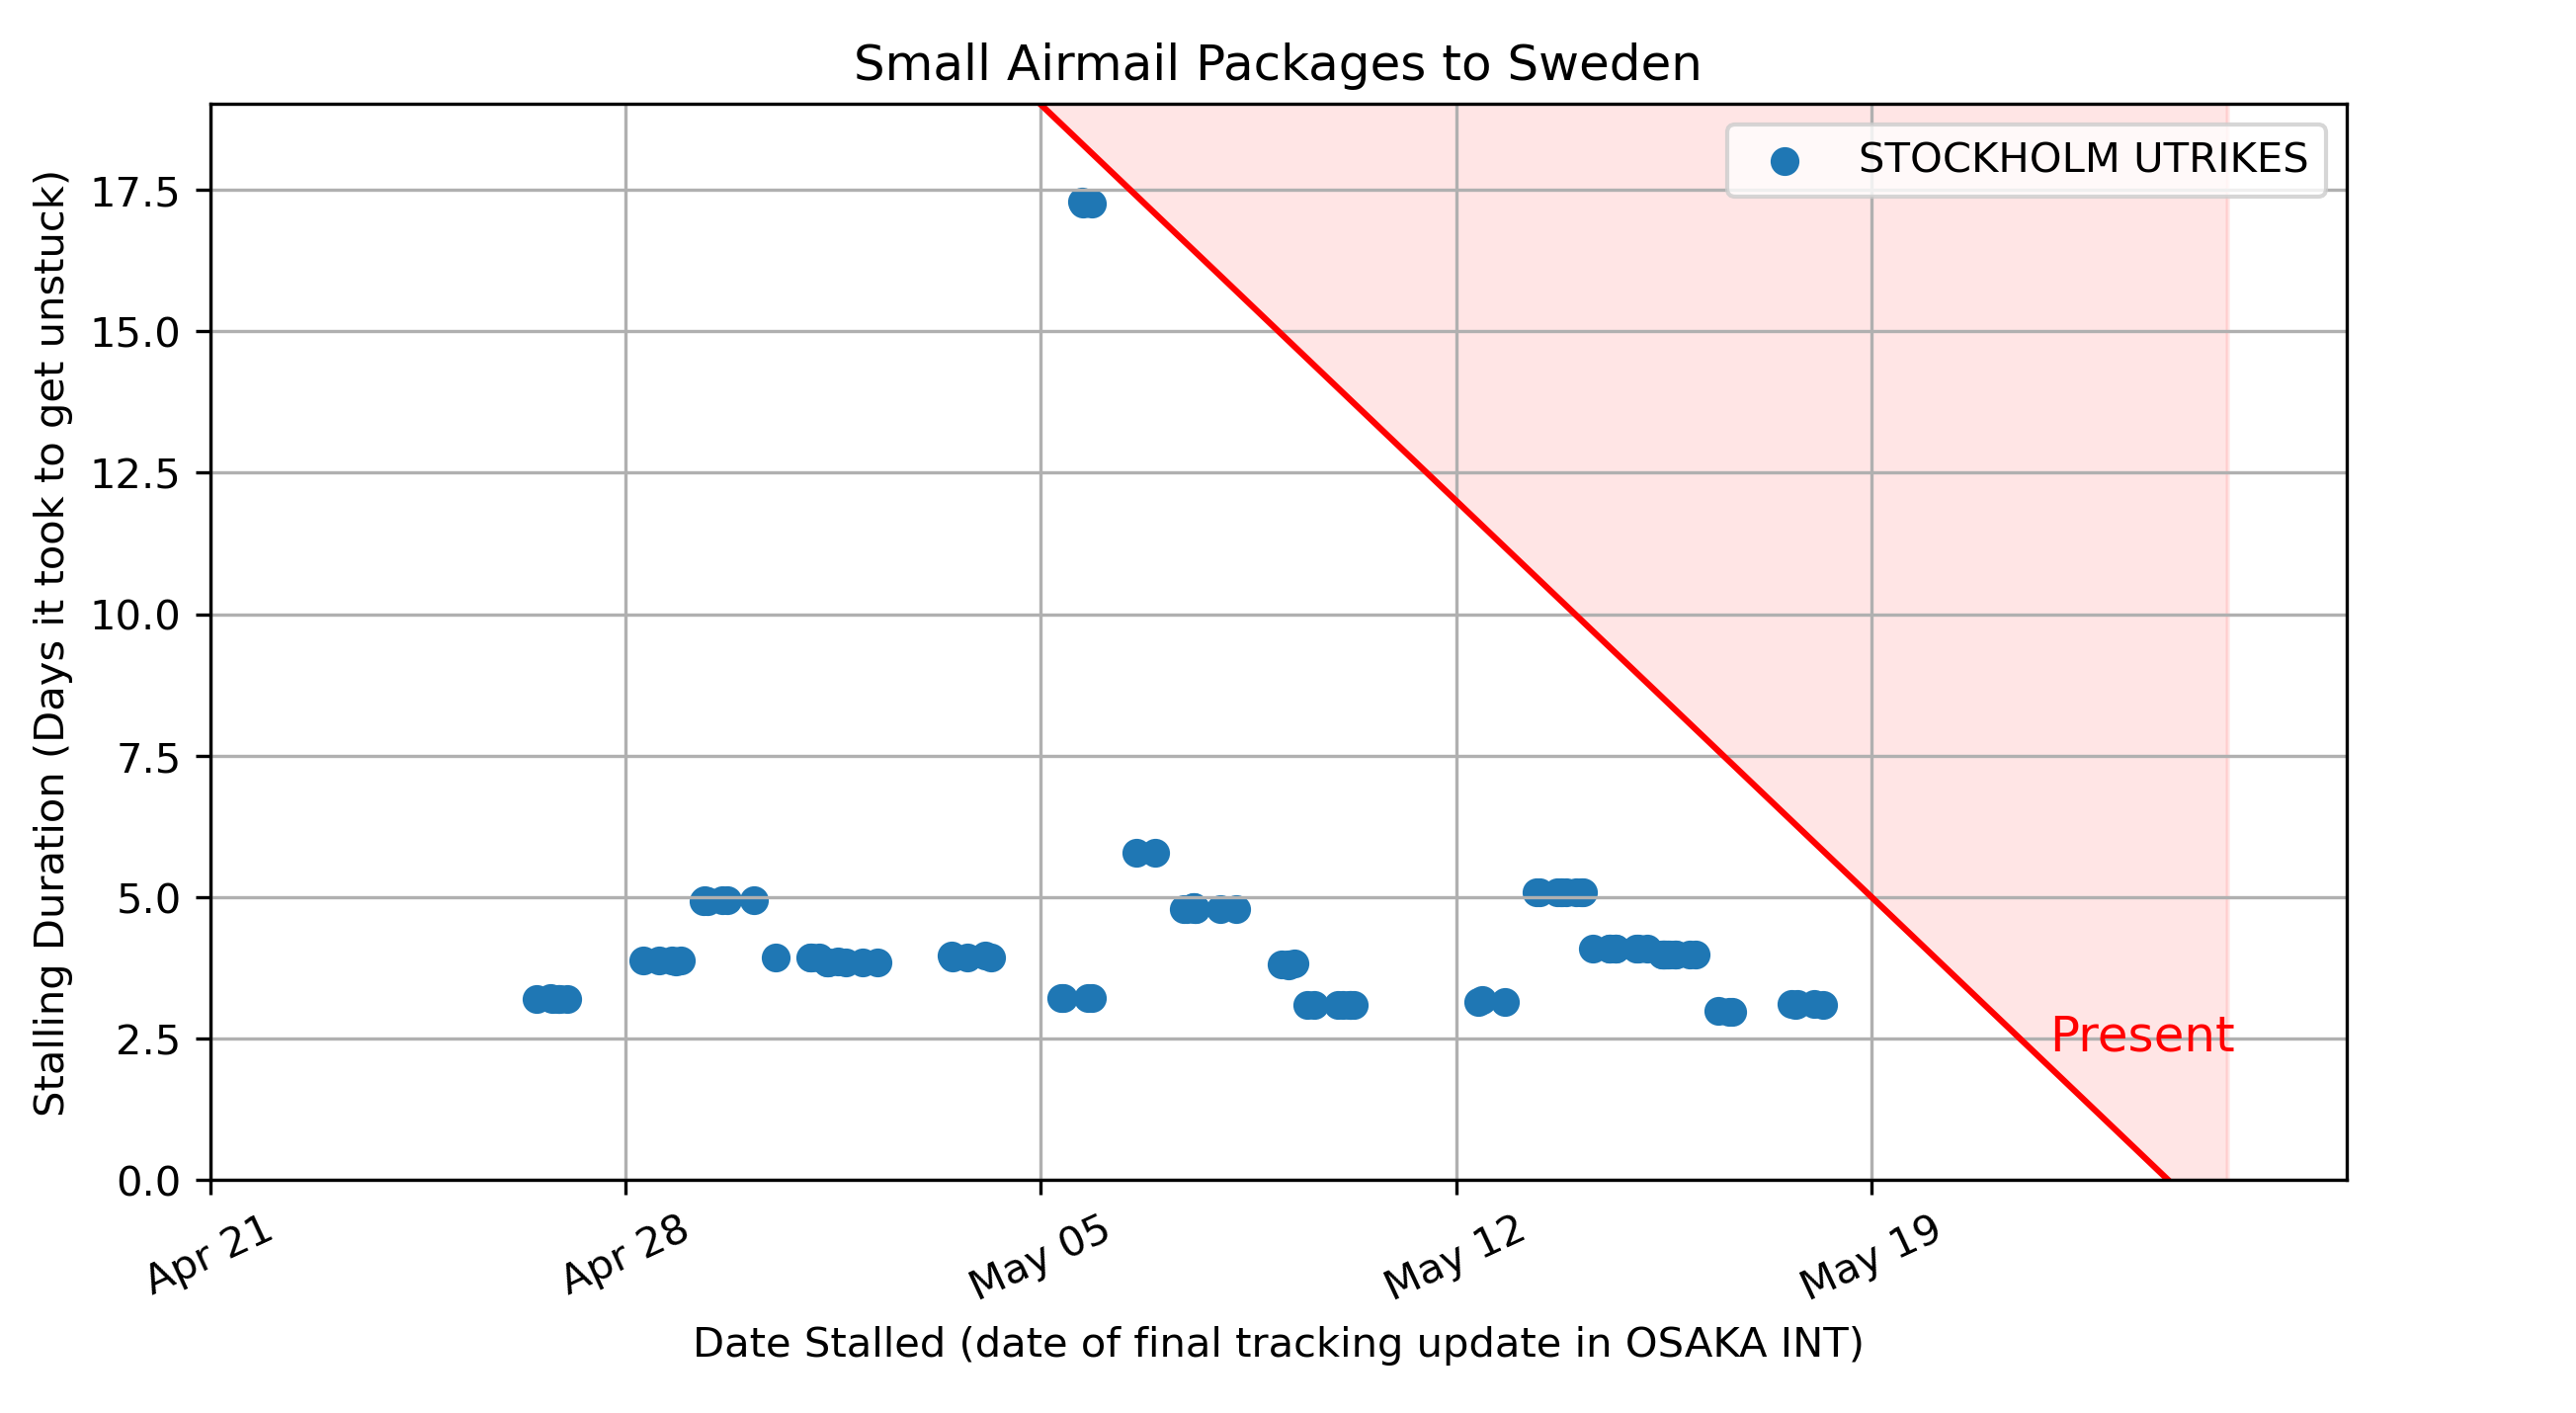 Small Airmail Packages to Sweden
STOCKHOLM UTRIKES
Stalling Duration (Days it took to get unstuck)
17.5
15.0
12.5
10.0
7.5
5.0
2.5
0.0
Present
Apr 21
Apr 28
May 05
May 12
May 19
Date Stalled (date of final tracking update in OSAKA INT)